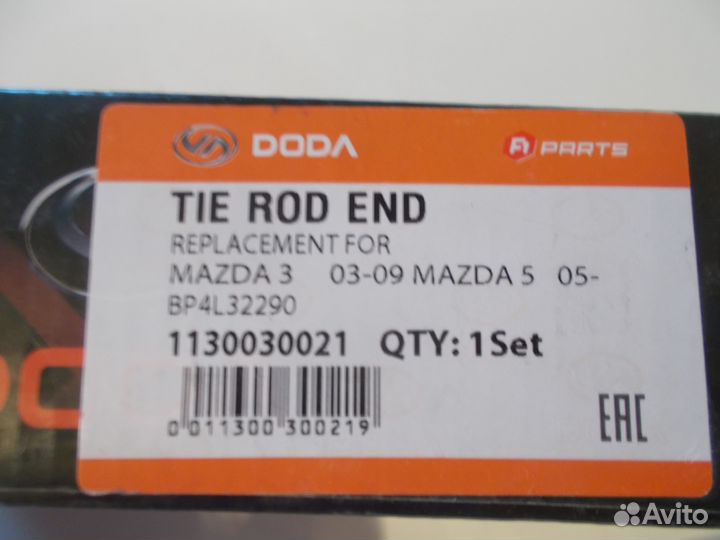 DODA
PARTS
TIE ROD END
REPLACEMENT FOR
MAZDA 3 03-09 MAZDA 5 05-
BP4L32290
1130030021 QTY: 1Set
0 011300 300219
EAC
Avito